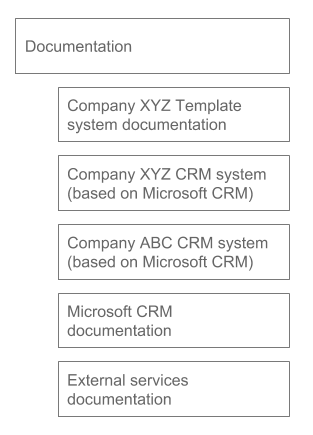 Documentation
Company XYZ Template
system documentation
Company XYZ CRM system
(based on Microsoft CRM)
Company ABC CRM system
(based on Microsoft CRM)
Microsoft CRM
documentation
External services
documentation